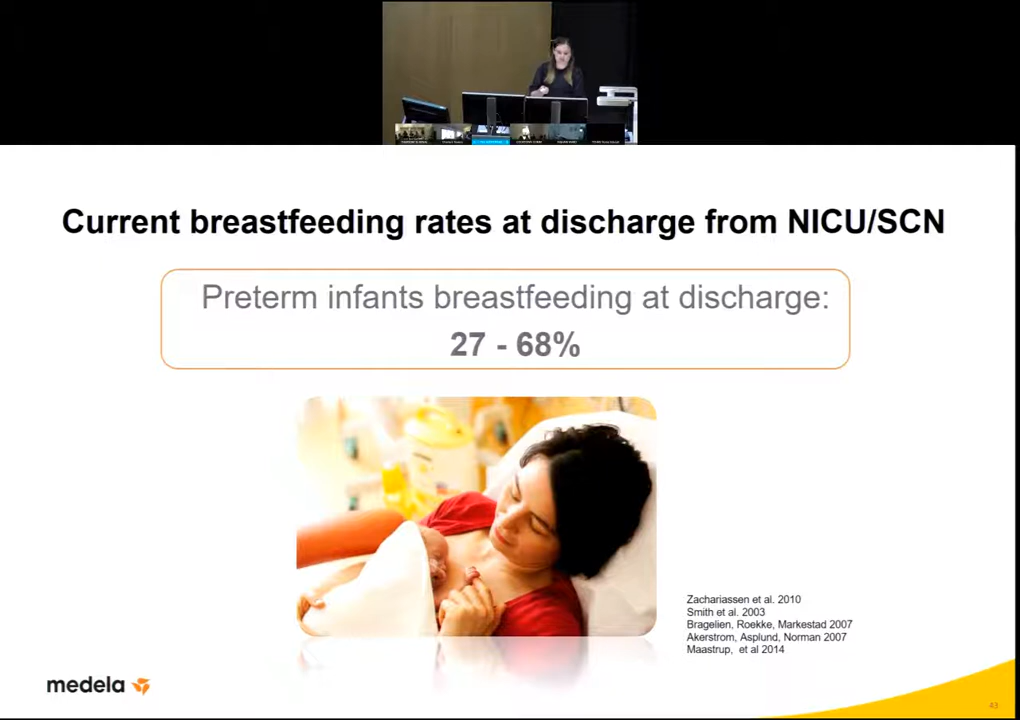 Current breastfeeding rates at discharge from NICU/SCN
Preterm infants breastfeeding at discharge:
27 - 68%
Zachariassen et al. 2010
Smith et al. 2003
Bragelien, Roekke, Markestad 2007
Akerstrom, Asplund, Norman 2007
Maastrup, et al 2014
medela
43